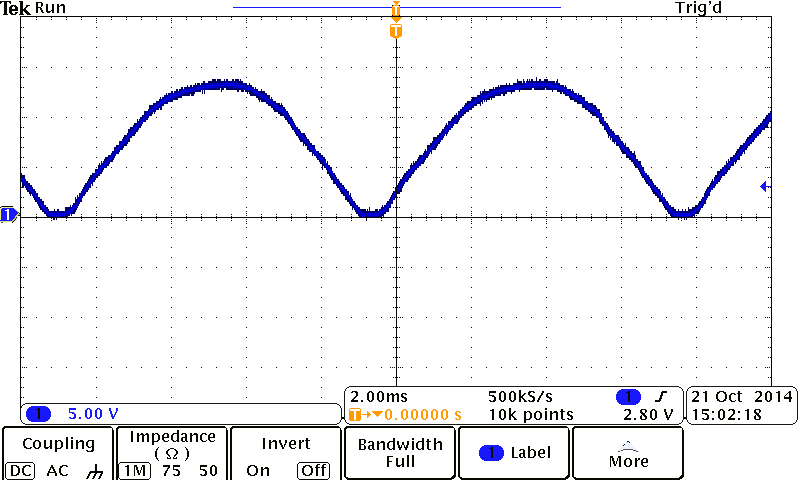 Tek Run Trig'd
T
T
1
1 5.00 V
2.00ms 500kS/s 1
T 0.00000 s 10k points 2.80 V
21 Oct 2014
15:02:18
Coupling
DC AC
Impedance
( Ω )
1M 75 50
Invert
On Off
Bandwidth
Full
1 Label
More